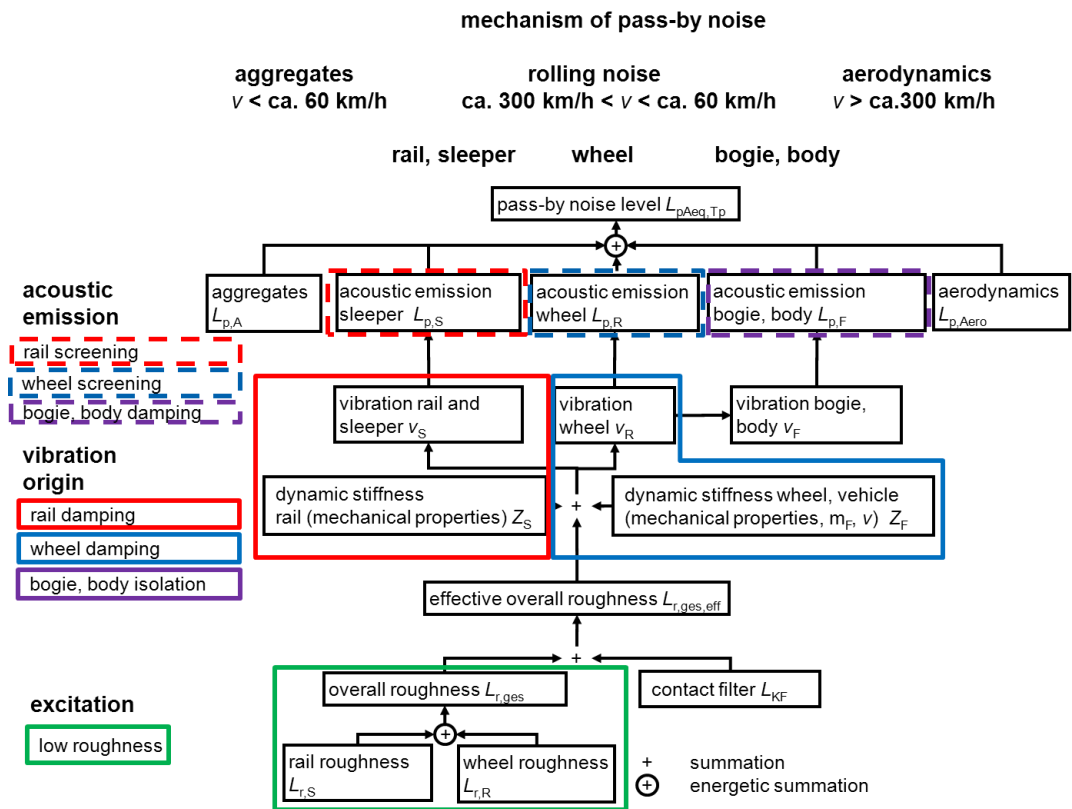 mechanism of pass-by noise
aggregates
v < ca. 60 km/h
rolling noise
ca. 300 km/h < v < ca. 60 km/h
aerodynamics
v > ca.300 km/h
rail, sleeper
wheel
bogie, body
pass-by noise level LpAeq,Tp
+
acoustic
emission
rail screening
wheel screening
bogie, body damping
aggregates
Lp,A
acoustic emission
sleeper Lp,S
acoustic emission
wheel Lp,R
acoustic emission
bogie, body Lp,F
aerodynamics
Lp,Aero
vibration rail and
sleeper vS
vibration
wheel vR
vibration bogie,
body vF
vibration
origin
rail damping
wheel damping
bogie, body isolation
dynamic stiffness
rail (mechanical properties) ZS
+
dynamic stiffness wheel, vehicle
(mechanical properties, mF, v) ZF
effective overall roughness Lr,ges,eff
+
excitation
low roughness
overall roughness Lr,ges
contact filter LKF
+
rail roughness
Lr,S
wheel roughness
Lr,R
+ summation
+ energetic summation